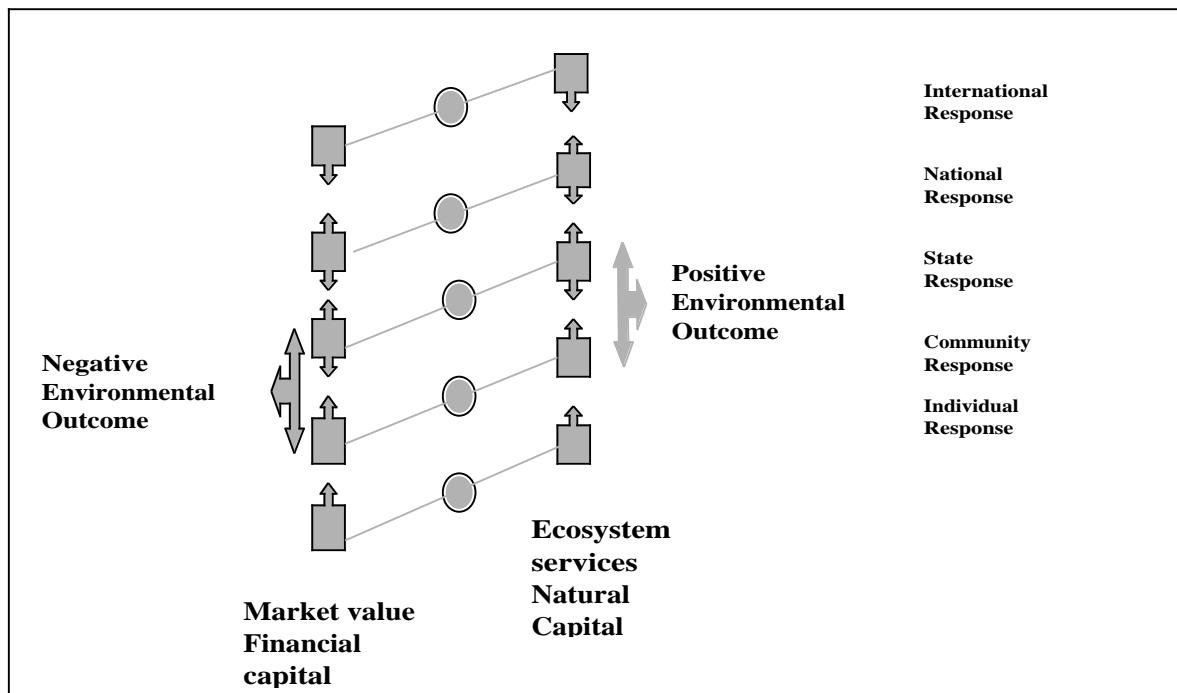 International
Response
National
Response
State
Response
Positive
Environmental
Outcome
Community
Response
Negative
Environmental
Outcome
Individual
Response
Ecosystem
services
Natural
Capital
Market value
Financial
capital